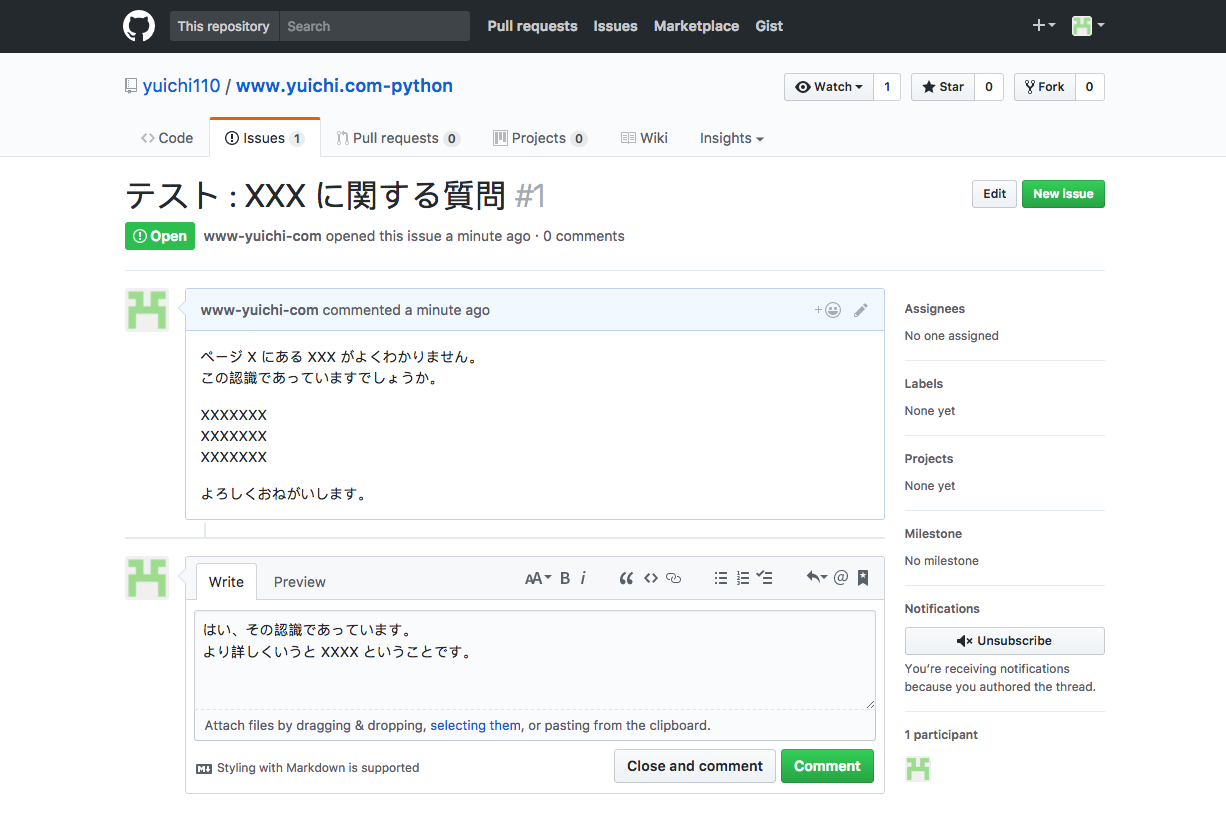 This repository Search Pull requests Issues Marketplace Gist
yuichi110 / www.yuichi.com-python
Watch 1 Star 0 Fork 0
Code Issues 1 Pull requests 0 Projects 0 Wiki Insights
テスト : XXX に関する質問 #1
Edit New issue
Open www-yuichi-com opened this issue a minute ago · 0 comments
www-yuichi-com commented a minute ago
ページ X にある XXX がよくわかりません。
この認識であっていますでしょうか。
XXXXXXX
XXXXXXX
XXXXXXX
よろしくおねがいします。
Write Preview
AA B i
はい、その認識であっています。
より詳しくいうと XXXX ということです。
Attach files by dragging & dropping, selecting them, or pasting from the clipboard.
Styling with Markdown is supported
Close and comment Comment
Assignees
No one assigned
Labels
None yet
Projects
None yet
Milestone
No milestone
Notifications
Unsubscribe
You’re receiving notifications
because you authored the thread.
1 participant